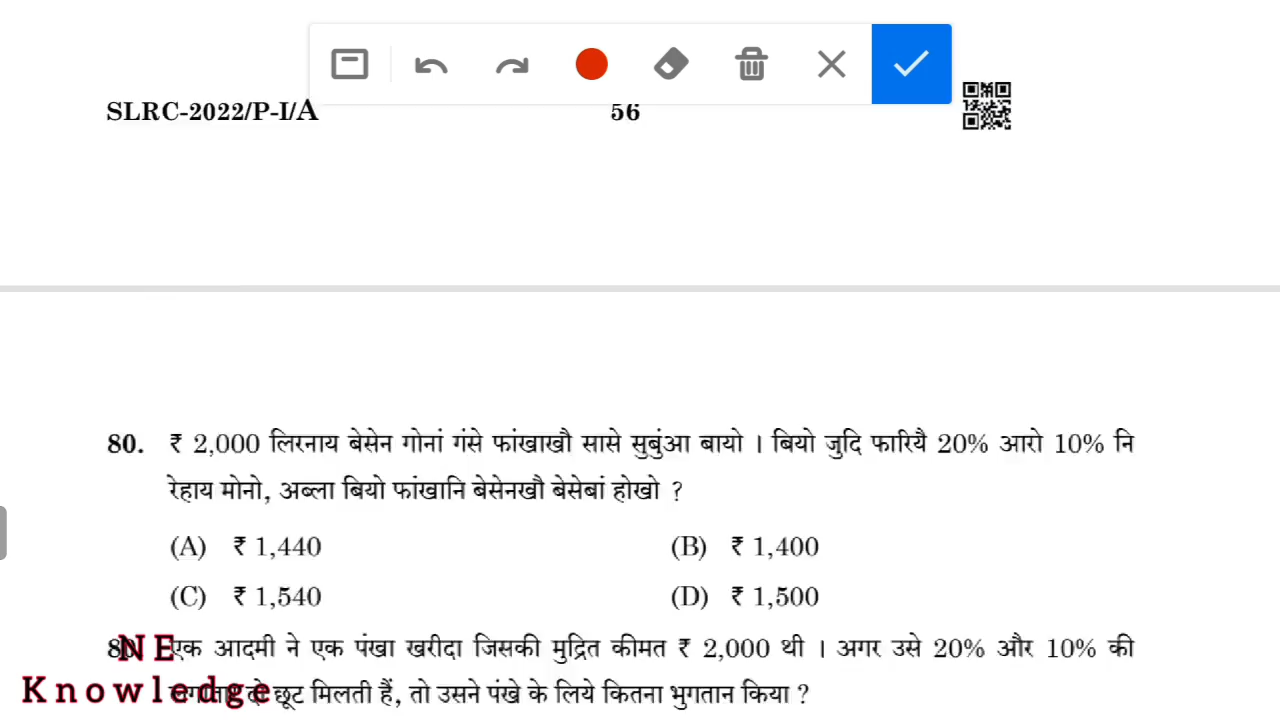 SLRC-2022/P-I/A 56
80. ₹ 2,000 लिरनाय बेसेन गोनां गंसे फांखाखौ सासे सुबुंआ बायो । बियो जुदि फारियै 20% आरो 10% नि
रेहाय मोनो, अब्ला बियो फांखानि बेसेनखौ बेसेबां होखो ?
(A) ₹ 1,440 (B) ₹ 1,400
(C) ₹ 1,540 (D) ₹ 1,500
80. एक आदमी ने एक पंखा खरीदा जिसकी मुद्रित कीमत ₹ 2,000 थी । अगर उसे 20% और 10% की
दो छूट मिलती हैं, तो उसने पंखे के लिये कितना भुगतान किया ?
N E
Knowledge